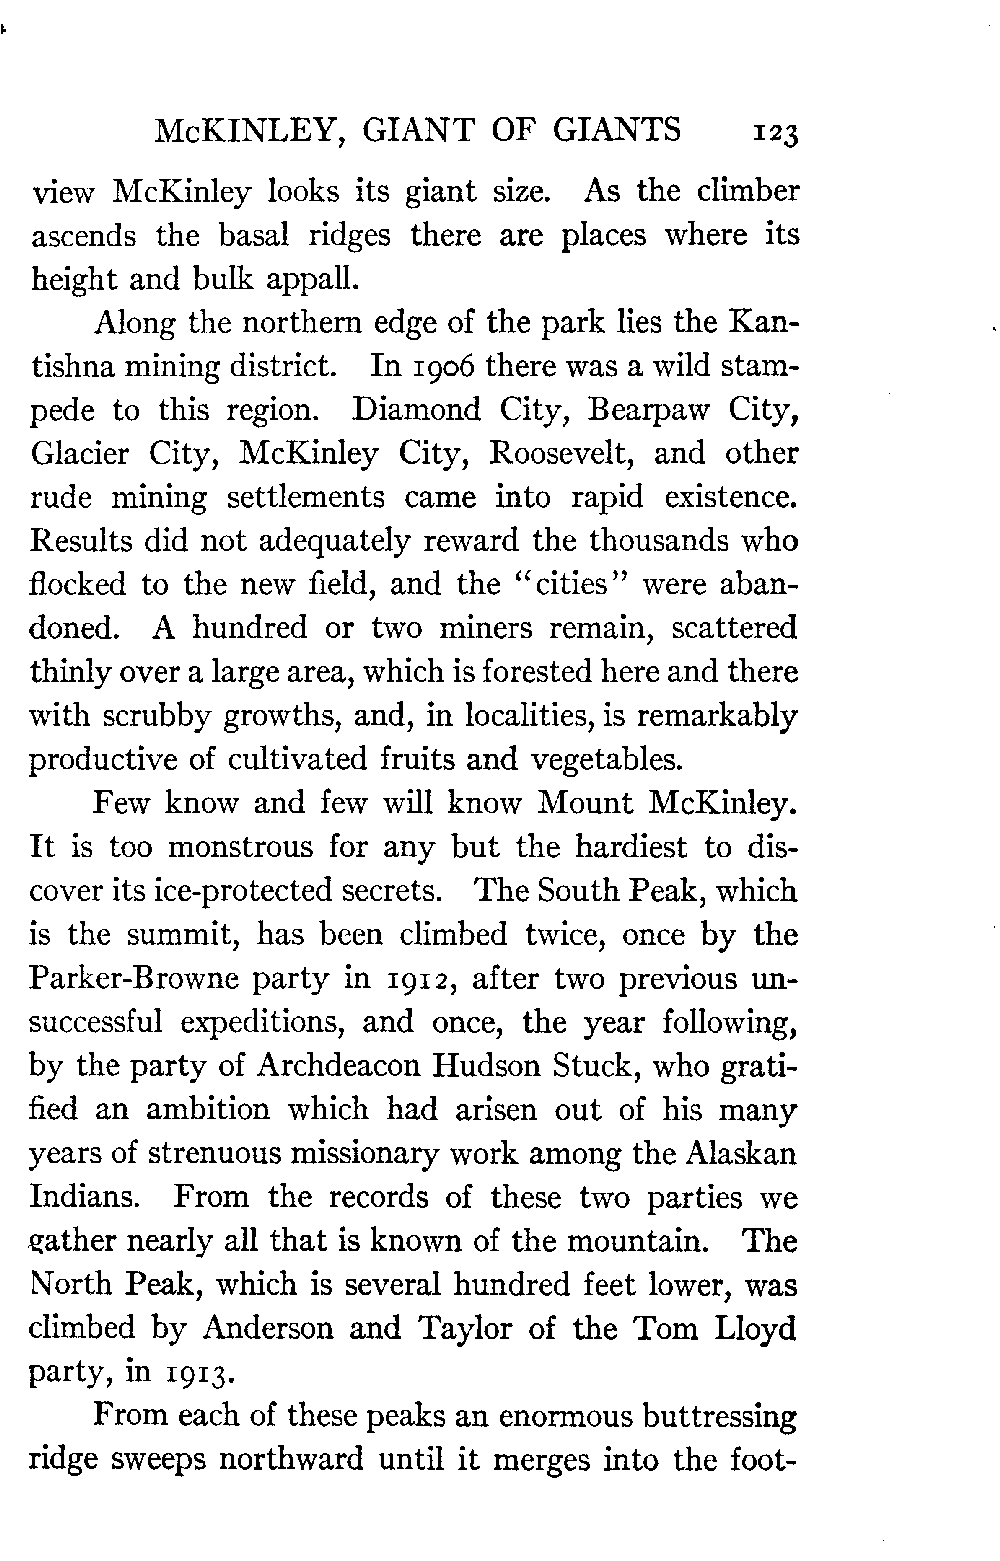 McKINLEY, GIANT OF GIANTS 123
view McKinley looks its giant size. As the climber
ascends the basal ridges there are places where its
height and bulk appall.
Along the northern edge of the park lies the Kan-
tishna mining district. In 1906 there was a wild stam-
pede to this region. Diamond City, Bearpaw City,
Glacier City, McKinley City, Roosevelt, and other
rude mining settlements came into rapid existence.
Results did not adequately reward the thousands who
flocked to the new field, and the "cities" were aban-
doned. A hundred or two miners remain, scattered
thinly over a large area, which is forested here and there
with scrubby growths, and, in localities, is remarkably
productive of cultivated fruits and vegetables.
Few know and few will know Mount McKinley.
It is too monstrous for any but the hardiest to dis-
cover its ice-protected secrets. The South Peak, which
is the summit, has been climbed twice, once by the
Parker-Browne party in 1912, after two previous un-
successful expeditions, and once, the year following,
by the party of Archdeacon Hudson Stuck, who grati-
fied an ambition which had arisen out of his many
years of strenuous missionary work among the Alaskan
Indians. From the records of these two parties we
gather nearly all that is known of the mountain. The
North Peak, which is several hundred feet lower, was
climbed by Anderson and Taylor of the Tom Lloyd
party, in 1913.
From each of these peaks an enormous buttressing
ridge sweeps northward until it merges into the foot-